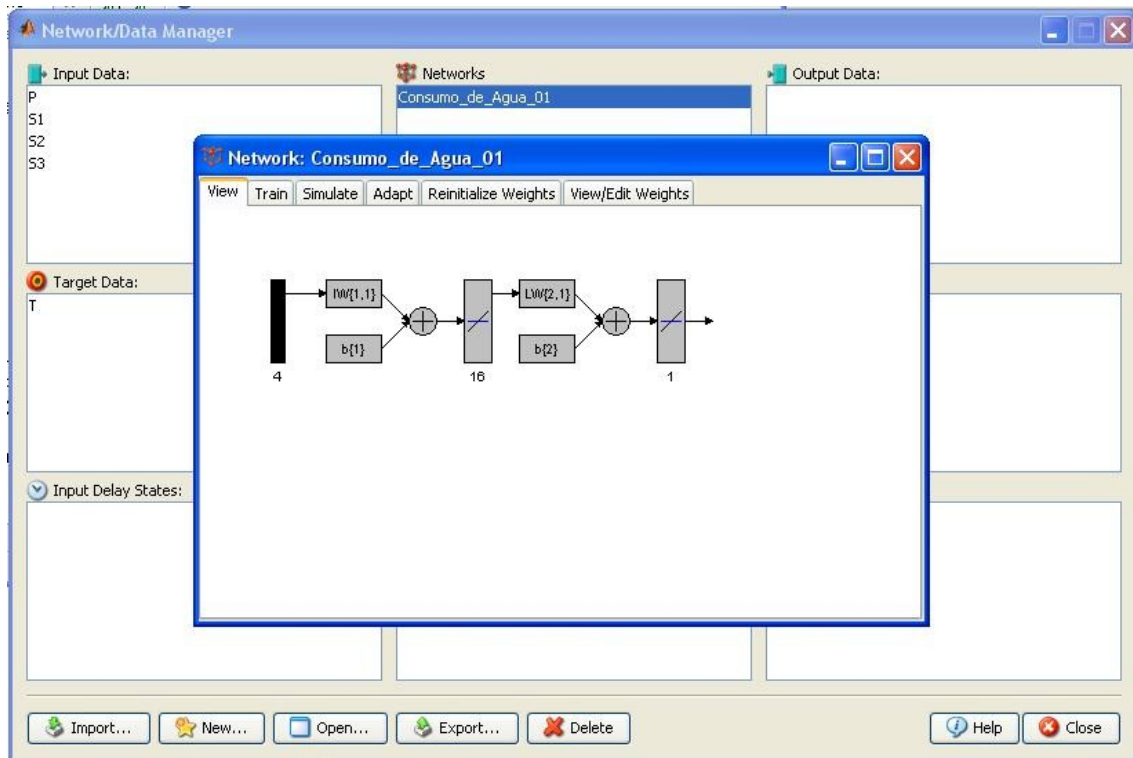 Network/Data Manager
Input Data:
Networks
Output Data:
P
S1
S2
S3
Consumo_de_Agua_01
Network: Consumo_de_Agua_01
View Train Simulate Adapt Reinitialize Weights View/Edit Weights
IW{1,1} LW{2,1}
b{1} b{2}
4 16 1
Target Data:
T
Input Delay States:
Import... New... Open... Export... Delete Help Close